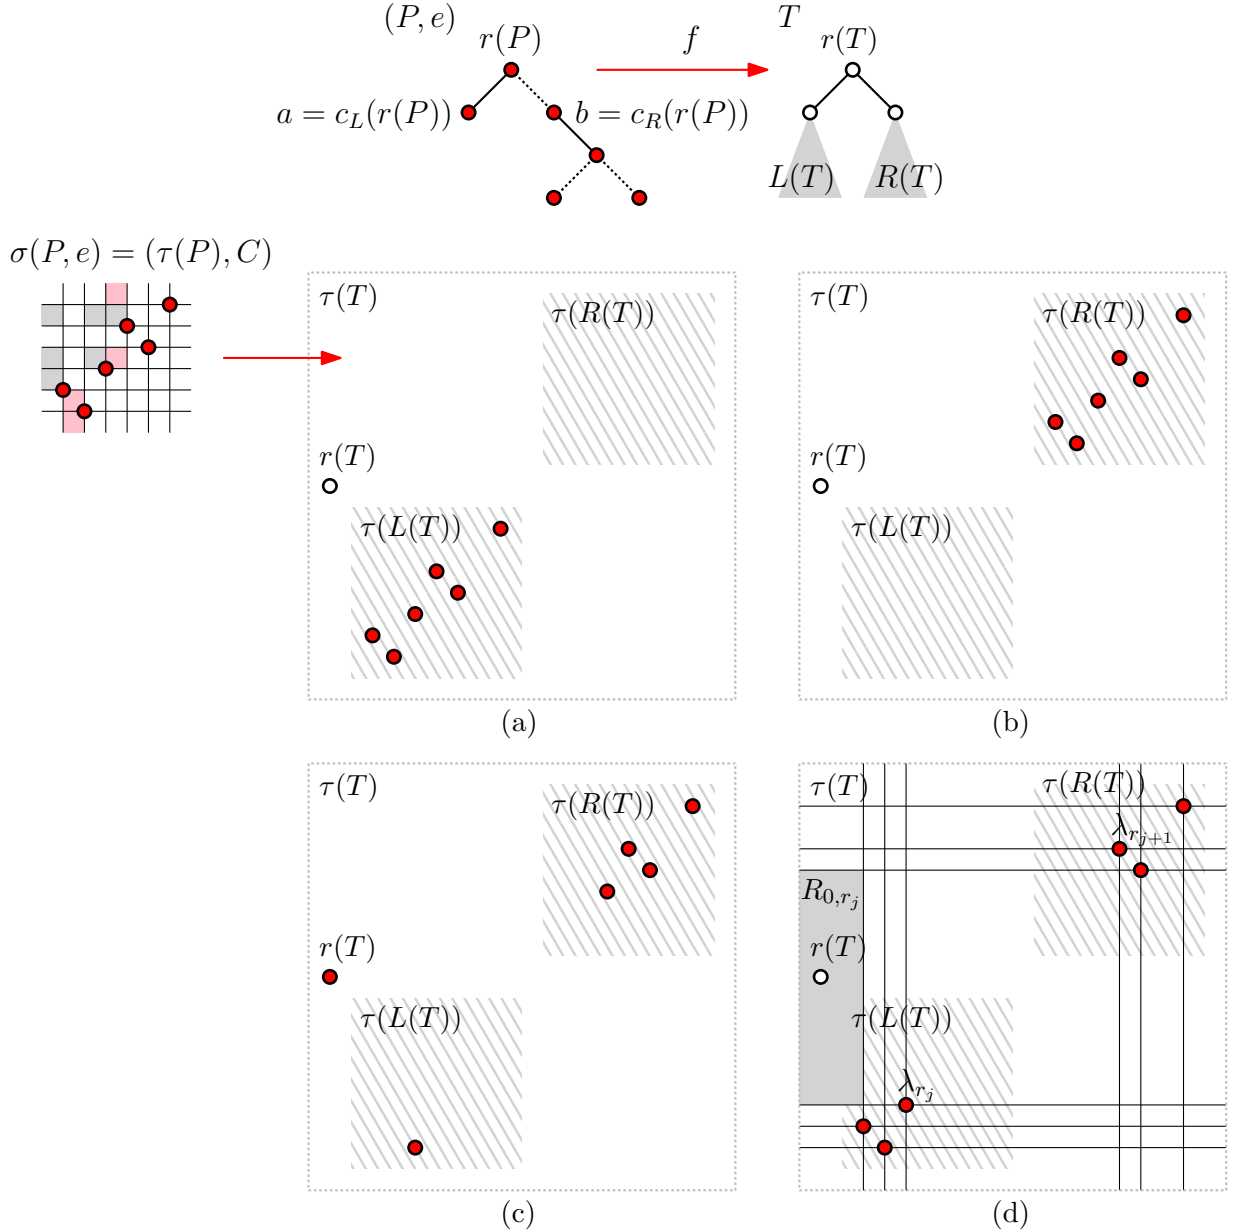 (P, e)
T
r(P)
f
r(T)
a = c_L(r(P))
b = c_R(r(P))
L(T)
R(T)
σ(P, e) = (τ(P), C)
τ(T)
τ(R(T))
r(T)
τ(L(T))
(a)
τ(T)
τ(R(T))
r(T)
τ(L(T))
(b)
τ(T)
τ(R(T))
r(T)
τ(L(T))
(c)
τ(T)
τ(R(T))
λ_{r_{j+1}}
R_{0,r_j}
r(T)
τ(L(T))
λ_{r_j}
(d)